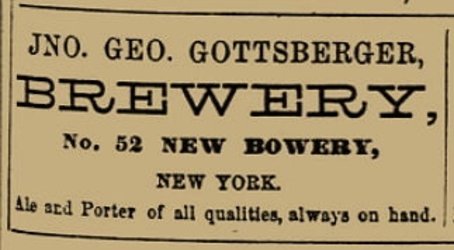 JNO. GEO. GOTTSBERGER,
BREWERY,
No. 52 NEW BOWERY,
NEW YORK.
Ale and Porter of all qualities, always on hand.